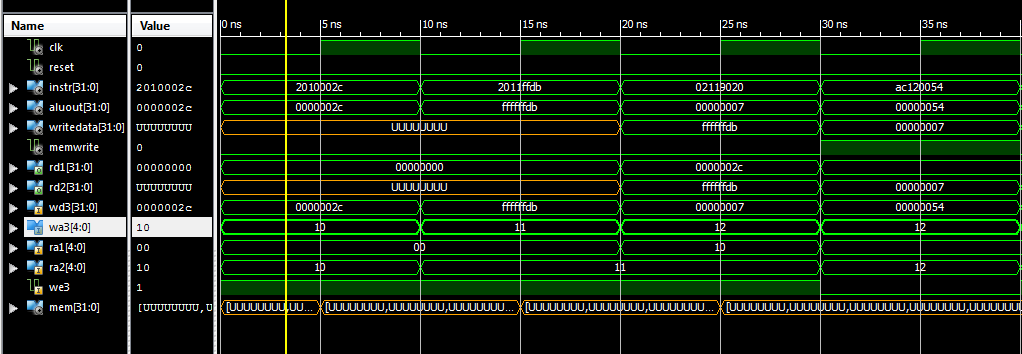 Name Value 0 ns 5 ns 10 ns 15 ns 20 ns 25 ns 30 ns 35 ns
clk 0
reset 0
instr[31:0] 2010002c 2010002c 2011ffdb 02119020 ac120054
aluout[31:0] 0000002c 0000002c ffffffdb 00000007 00000054
writedata[31:0] UUUUUUUU UUUUUUUU ffffffdb 00000007
memwrite 0
rd1[31:0] 00000000 00000000 0000002c 00000000
rd2[31:0] UUUUUUUU UUUUUUUU ffffffdb 00000007
wd3[31:0] 0000002c 0000002c ffffffdb 00000007 00000054
wa3[4:0] 10 10 11 12 12
ra1[4:0] 00 00 10
ra2[4:0] 10 10 11 12
we3 1
mem[31:0] [UUUUUUUU,U [UUUUUUUU,UU... [UUUUUUUU,UUUUUUUU,UUUUUUUU... [UUUUUUUU,UUUUUUUU,UUUUUUUU... [UUUUUUUU,UUUUUUUU,UUUUUUUU,UUUUUUUU,UUUUUUUU,UUUUUUUU...